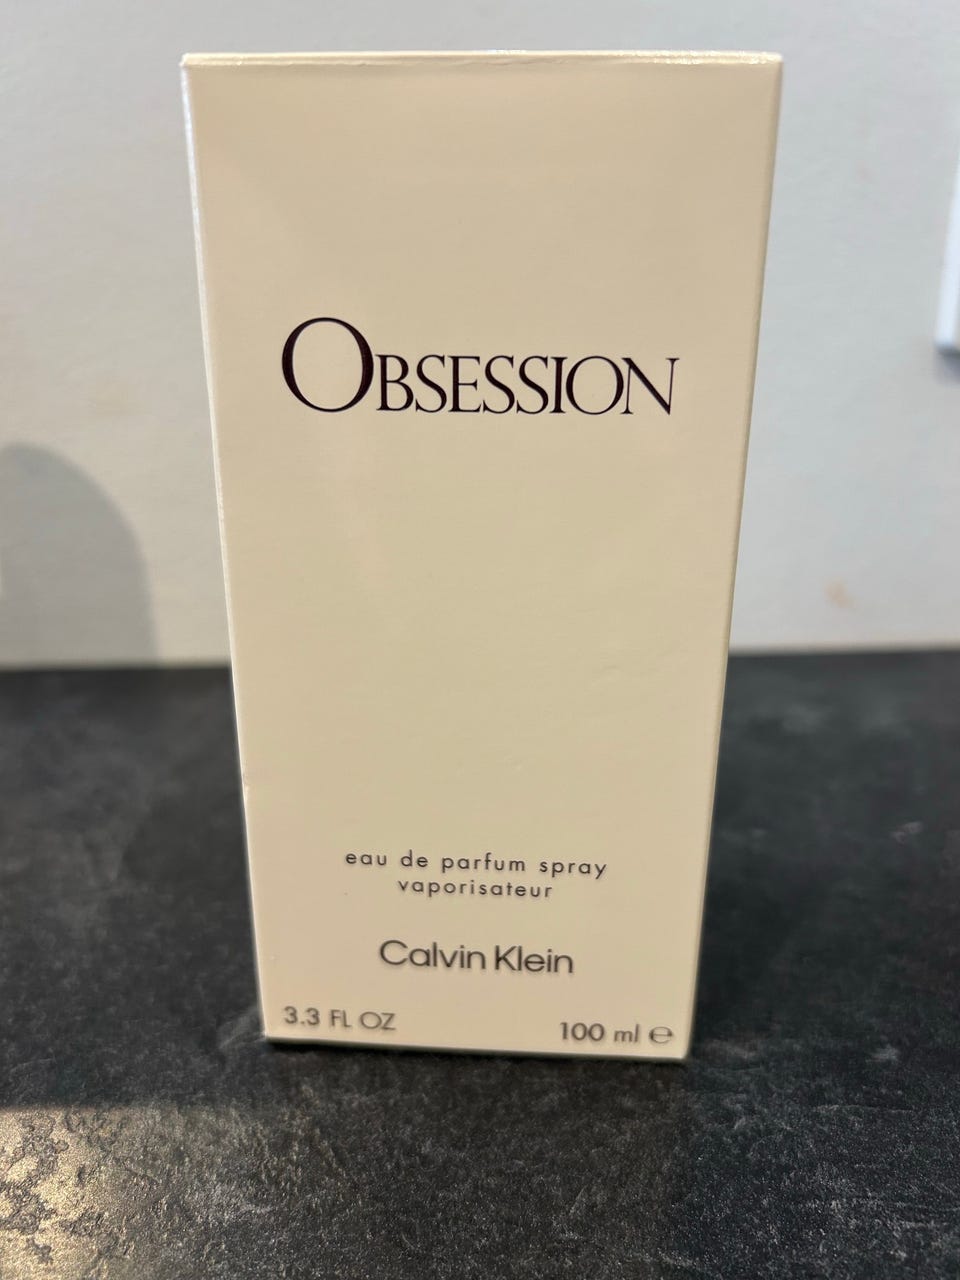 OBSESSION
eau de parfum spray
vaporisateur
Calvin Klein
3.3 FL OZ
100 ml ℮